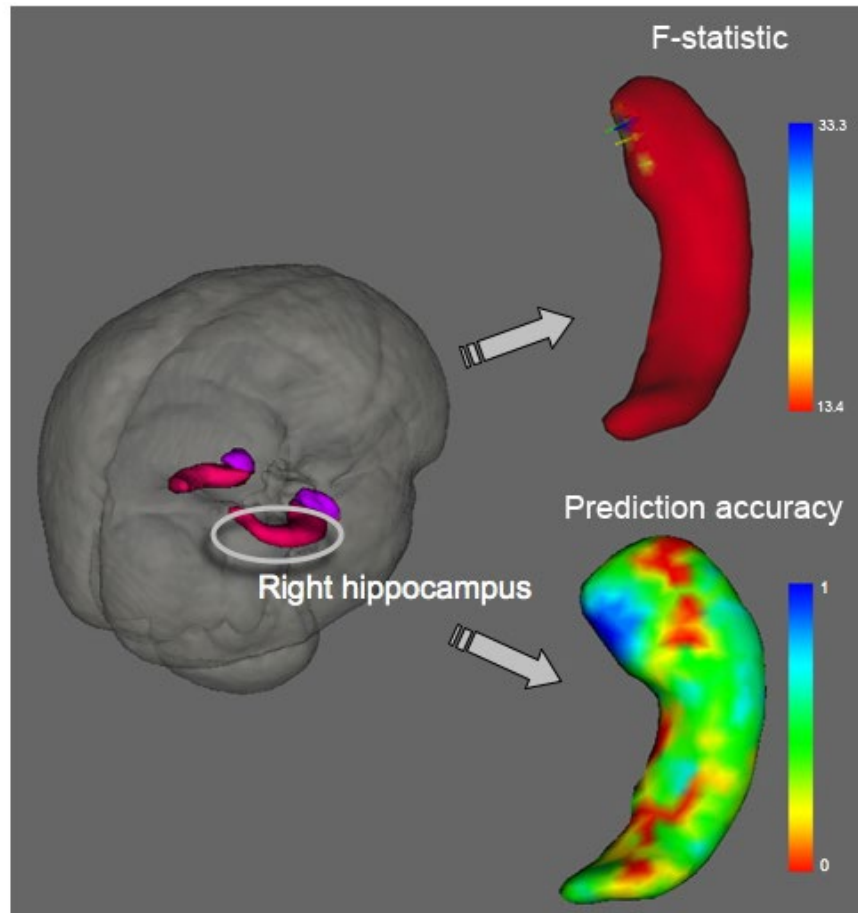 F-statistic
33.3
13.4
Right hippocampus
Prediction accuracy
1
0